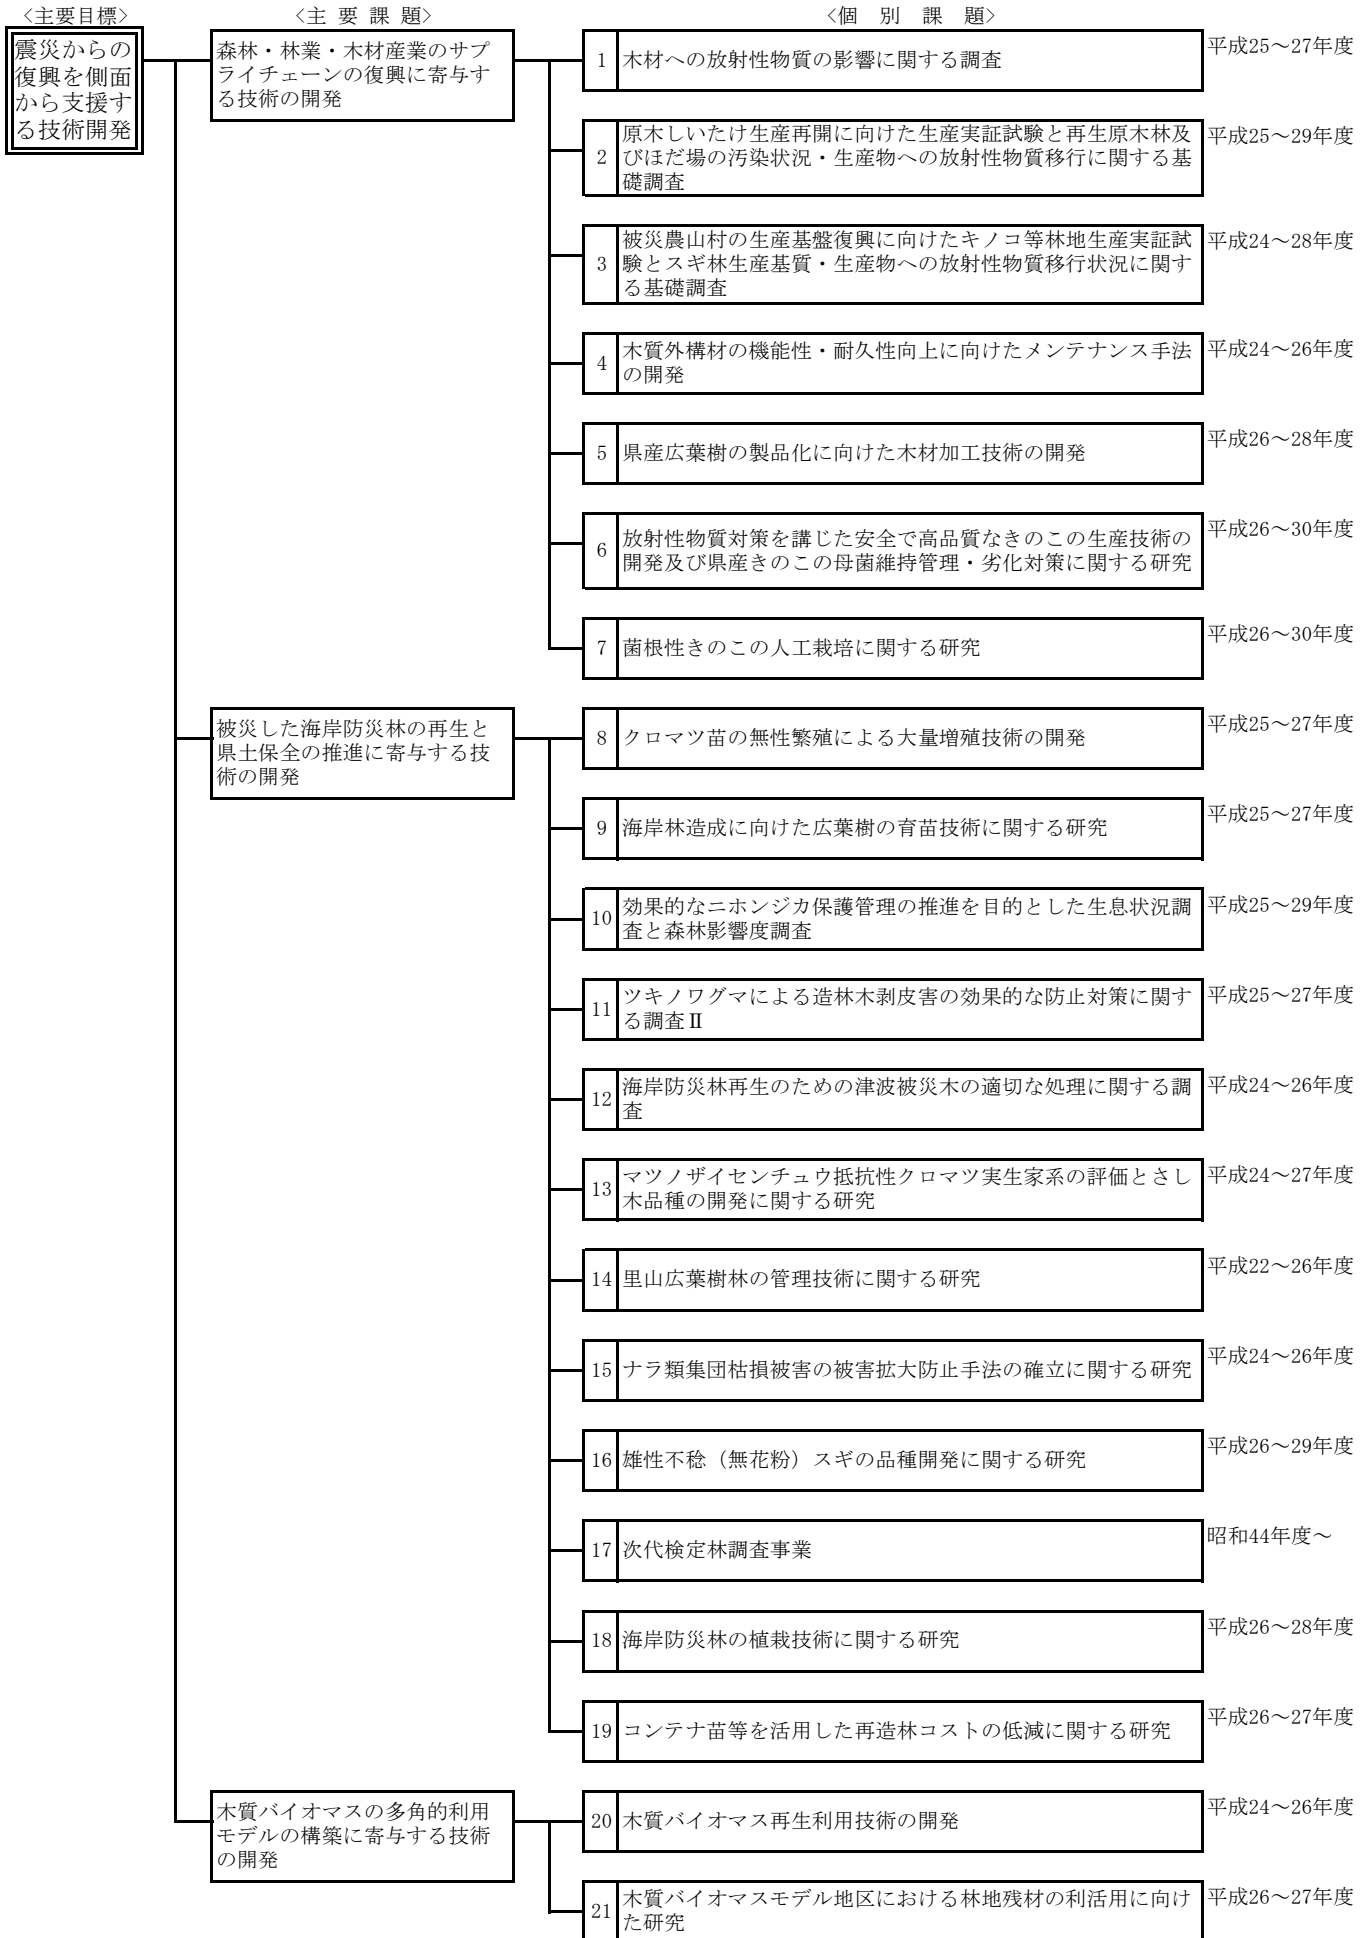 <主要目標>
<主 要 課 題>
<個 別 課 題>
震災からの
復興を側面
から支援す
る技術開発
森林・林業・木材産業のサプ
ライチェーンの復興に寄与す
る技術の開発
1 木材への放射性物質の影響に関する調査
平成25～27年度
2 原木しいたけ生産再開に向けた生産実証試験と再生原木林及
びほだ場の汚染状況・生産物への放射性物質移行に関する基
礎調査
平成25～29年度
3 被災農山村の生産基盤復興に向けたキノコ等林地生産実証試
験とスギ林生産基質・生産物への放射性物質移行状況に関す
る基礎調査
平成24～28年度
4 木質外構材の機能性・耐久性向上に向けたメンテナンス手法
の開発
平成24～26年度
5 県産広葉樹の製品化に向けた木材加工技術の開発
平成26～28年度
6 放射性物質対策を講じた安全で高品質なきのこの生産技術の
開発及び県産きのこの母菌維持管理・劣化対策に関する研究
平成26～30年度
7 菌根性きのこの人工栽培に関する研究
平成26～30年度
被災した海岸防災林の再生と
県土保全の推進に寄与する技
術の開発
8 クロマツ苗の無性繁殖による大量増殖技術の開発
平成25～27年度
9 海岸林造成に向けた広葉樹の育苗技術に関する研究
平成25～27年度
10 効果的なニホンジカ保護管理の推進を目的とした生息状況調
査と森林影響度調査
平成25～29年度
11 ツキノワグマによる造林木剥皮害の効果的な防止対策に関す
る調査Ⅱ
平成25～27年度
12 海岸防災林再生のための津波被災木の適切な処理に関する調
査
平成24～26年度
13 マツノザイセンチュウ抵抗性クロマツ実生家系の評価とさし
木品種の開発に関する研究
平成24～27年度
14 里山広葉樹林の管理技術に関する研究
平成22～26年度
15 ナラ類集団枯損被害の被害拡大防止手法の確立に関する研究
平成24～26年度
16 雄性不稔（無花粉）スギの品種開発に関する研究
平成26～29年度
17 次代検定林調査事業
昭和44年度～
18 海岸防災林の植栽技術に関する研究
平成26～28年度
19 コンテナ苗等を活用した再造林コストの低減に関する研究
平成26～27年度
木質バイオマスの多角的利用
モデルの構築に寄与する技術
の開発
20 木質バイオマス再生利用技術の開発
平成24～26年度
21 木質バイオマスモデル地区における林地残材の利活用に向け
た研究
平成26～27年度